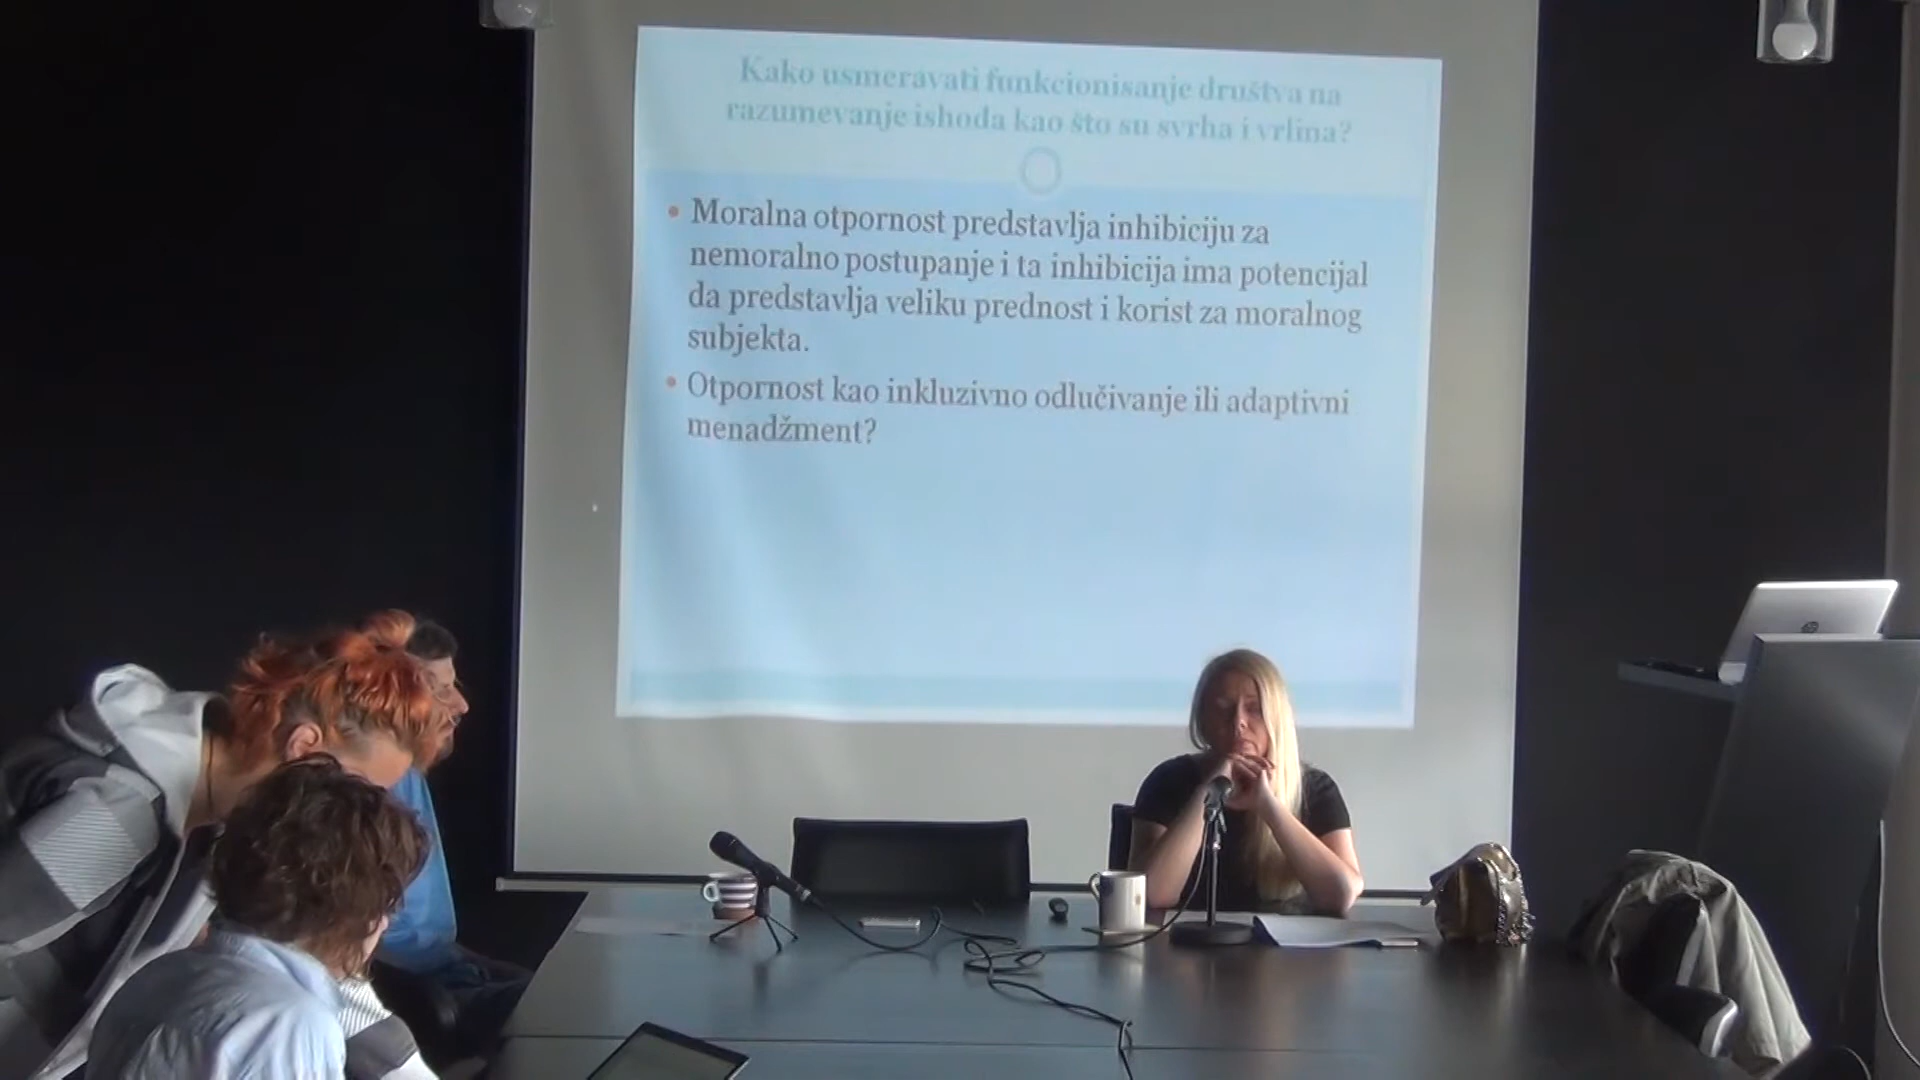 Kako usmeravati funkcionisanje društva na
razumevanje ishoda kao što su svrha i vrlina?
• Moralna otpornost predstavlja inhibiciju za
nemoralno postupanje i ta inhibicija ima potencijal
da predstavlja veliku prednost i korist za moralnog
subjekta.
• Otpornost kao inkluzivno odlučivanje ili adaptivni
menadžment?